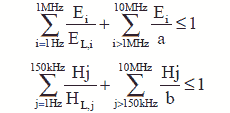 1MHz∑i=1Hz Ei/EL,i + 10MHz∑i>1MHz Ei/a ≤ 1
150kHz∑j=1Hz Hj/HL,j + 10MHz∑j>150kHz Hj/b ≤ 1